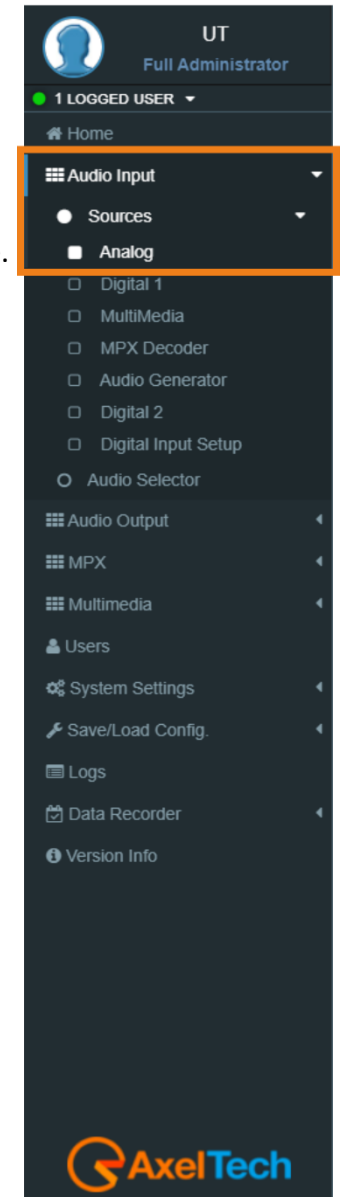 UT
Full Administrator
1 LOGGED USER
Home
Audio Input
Sources
.
Analog
Digital 1
MultiMedia
MPX Decoder
Audio Generator
Digital 2
Digital Input Setup
Audio Selector
Audio Output
MPX
Multimedia
Users
System Settings
Save/Load Config.
Logs
Data Recorder
Version Info
AxelTech